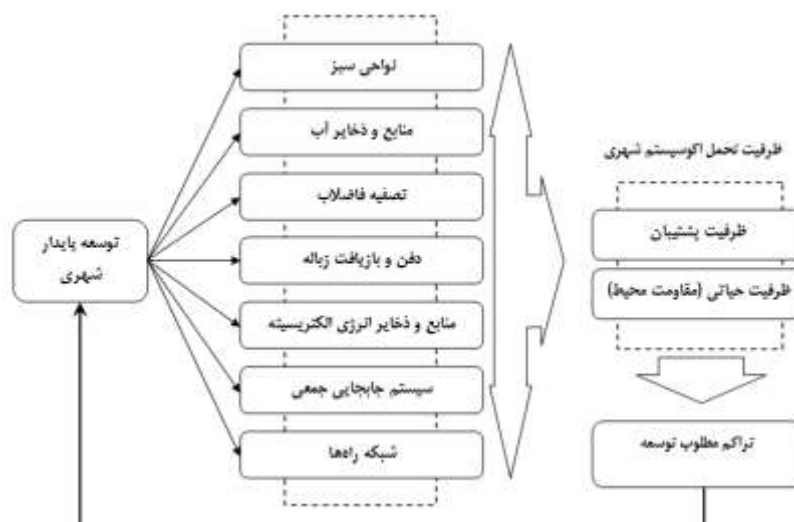 نواحی سبز
منابع و ذخایر آب
تصفیه فاضلاب
دفن و بازیافت زباله
منابع و ذخایر انرژی الکتریسیته
سیستم جابجایی جمعی
شبکه راه‌ها
توسعه پایدار
شهری
ظرفیت تحمل اکوسیستم شهری
ظرفیت پشتیبان
ظرفیت حیاتی (مقاومت محیط)
تراکم مطلوب توسعه